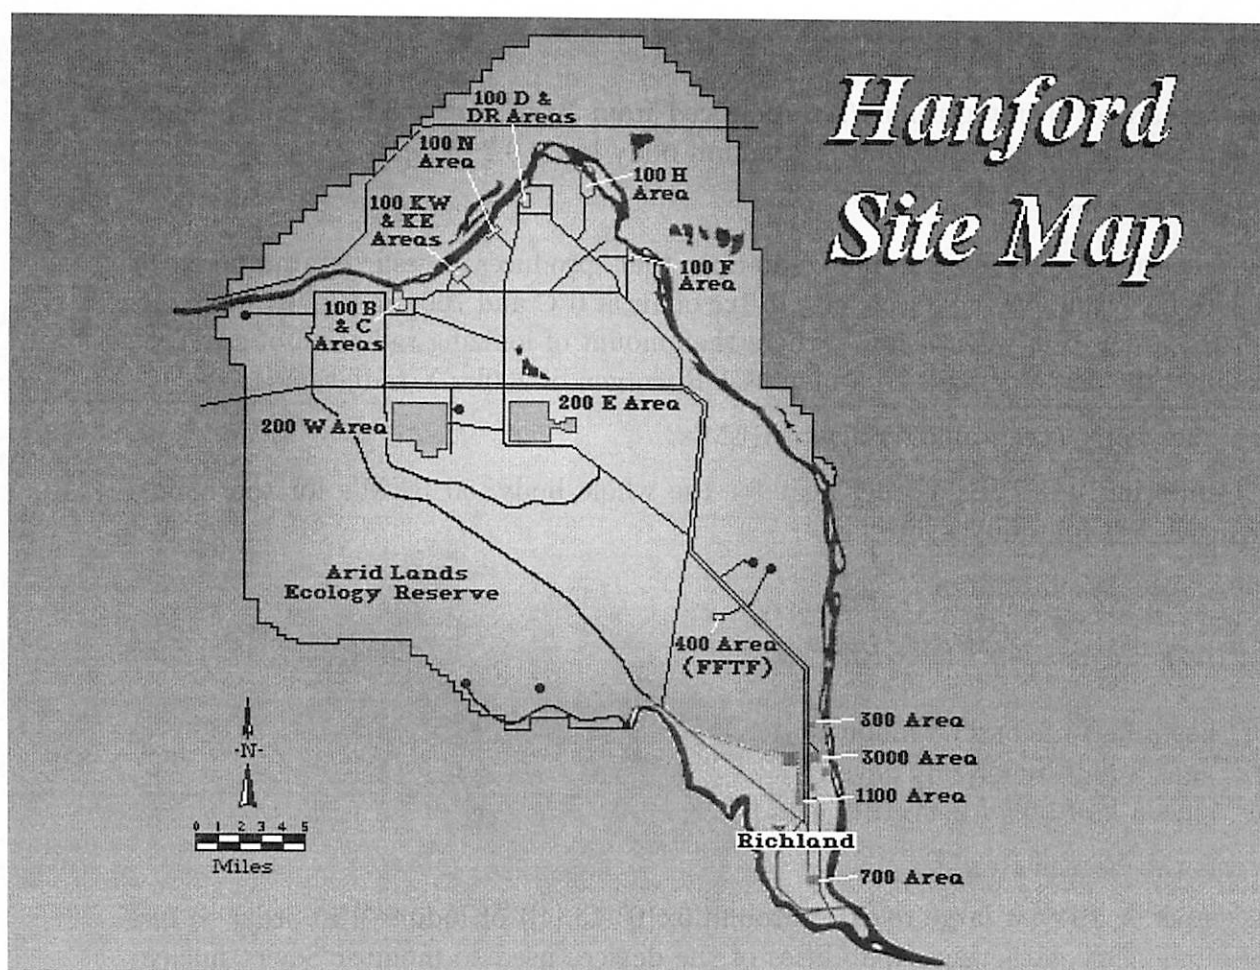 Hanford
Site Map
100 D &
DR Areas
100 N
Area
100 H
Area
100 KW
& KE
Areas
100 F
Area
100 B
& C
Areas
200 E Area
200 W Area
Arid Lands
Ecology Reserve
400 Area
(FFTF)
300 Area
3000 Area
1100 Area
Richland
700 Area
-N-
0 1 2 3 4 5
Miles